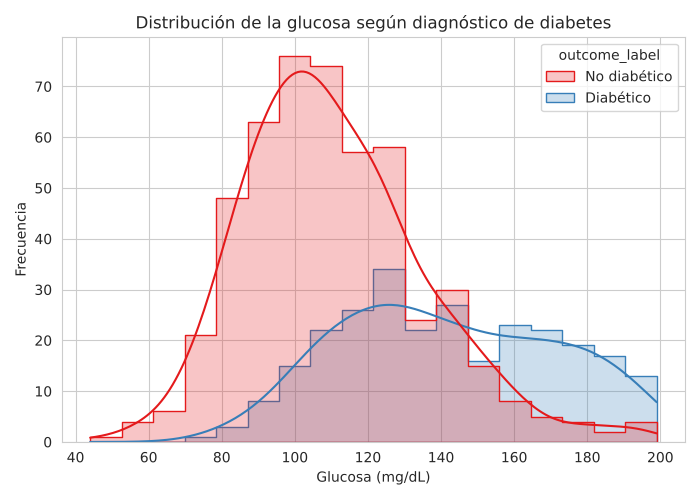 Distribución de la glucosa según diagnóstico de diabetes
outcome_label
No diabético
Diabético
Frecuencia
70
60
50
40
30
20
10
0
40
60
80
100
120
140
160
180
200
Glucosa (mg/dL)